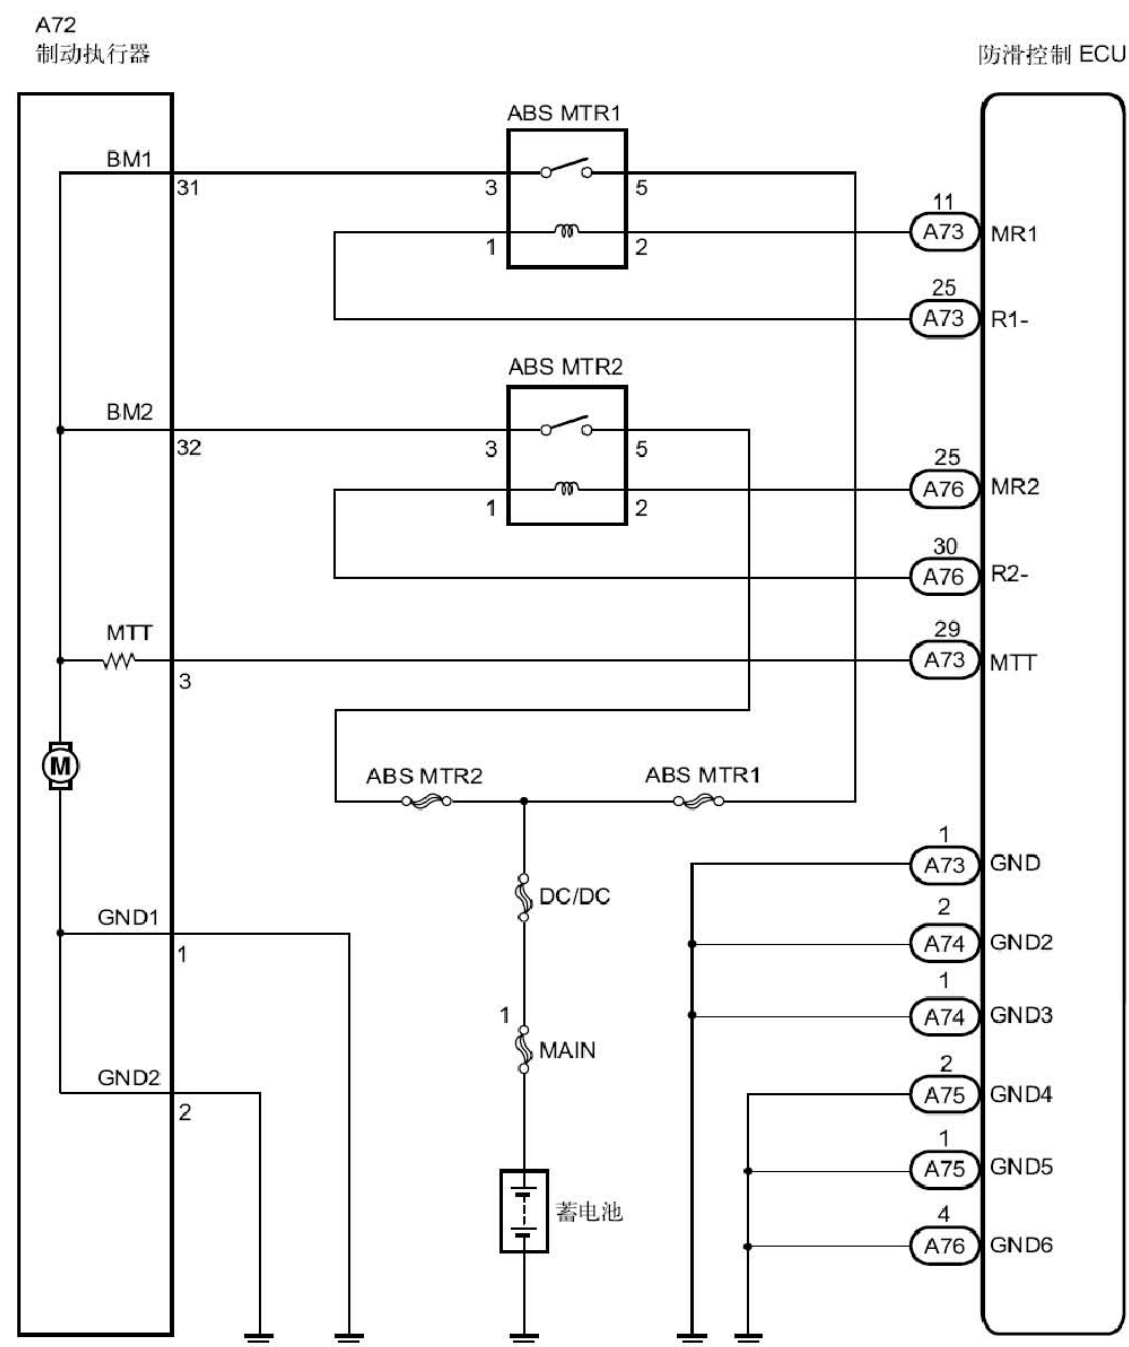 A72
制动执行器
防滑控制 ECU
ABS MTR1
BM1
31
3
5
1
2
11
A73
MR1
25
A73
R1-
ABS MTR2
BM2
32
3
5
1
2
25
A76
MR2
30
A76
R2-
MTT
3
29
A73
MTT
M
ABS MTR2
ABS MTR1
DC/DC
1
MAIN
蓄电池
GND1
1
GND2
2
1
A73
GND
2
A74
GND2
1
A74
GND3
2
A75
GND4
1
A75
GND5
4
A76
GND6